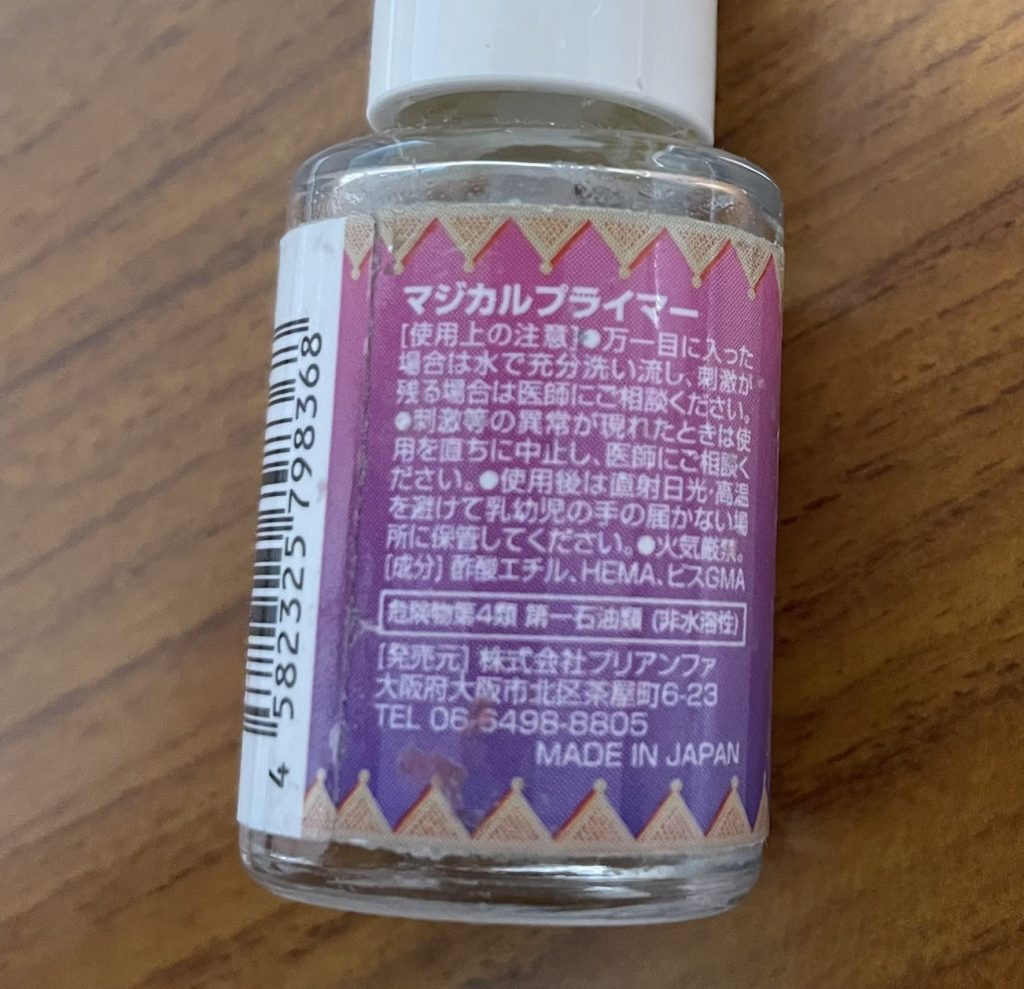 マジカルプライマー
[使用上の注意]●万一目に入った
場合は水で充分洗い流し、刺激が
残る場合は医師にご相談ください。
●刺激等の異常が現れたときは使
用を直ちに中止し、医師にご相談く
ださい。●使用後は直射日光・高温
を避けて乳幼児の手の届かない場
所に保管してください。●火気厳禁。
[成分] 酢酸エチル、HEMA、ビスGMA
危険物第4類 第一石油類 (非水溶性)
[発売元] 株式会社ブリアンファ
大阪府大阪市北区茶屋町6-23
TEL 06-6498-8805
MADE IN JAPAN
4 582325 798368